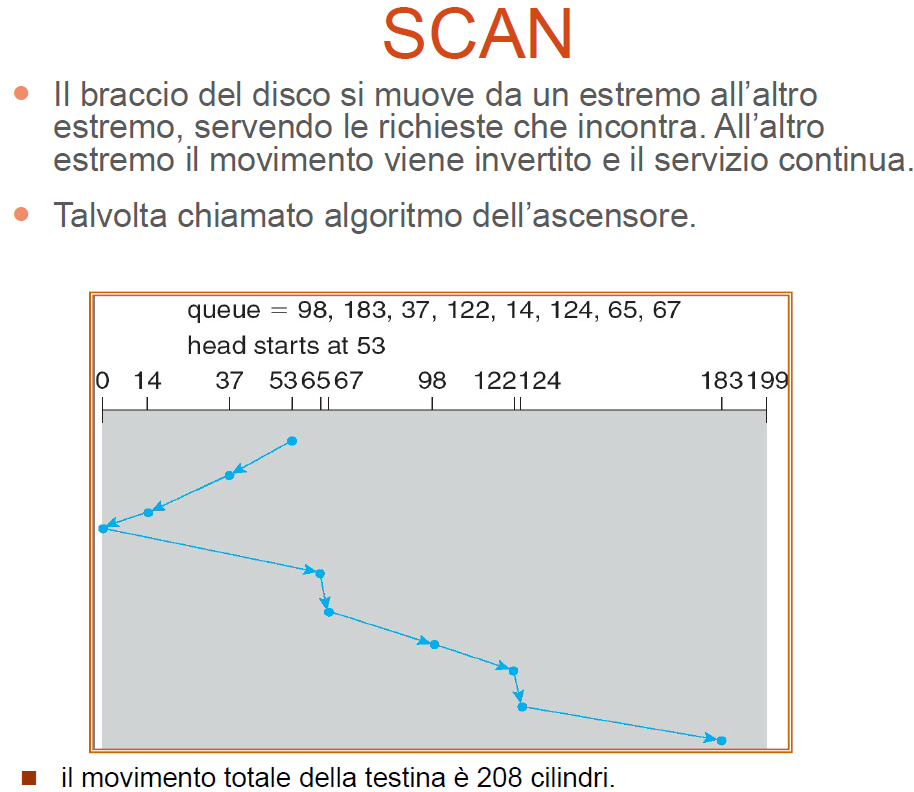 SCAN
Il braccio del disco si muove da un estremo all’altro
estremo, servendo le richieste che incontra. All’altro
estremo il movimento viene invertito e il servizio continua.
Talvolta chiamato algoritmo dell’ascensore.
queue = 98, 183, 37, 122, 14, 124, 65, 67
head starts at 53
0 14 37 53 65 67 98 122 124 183 199
il movimento totale della testina è 208 cilindri.